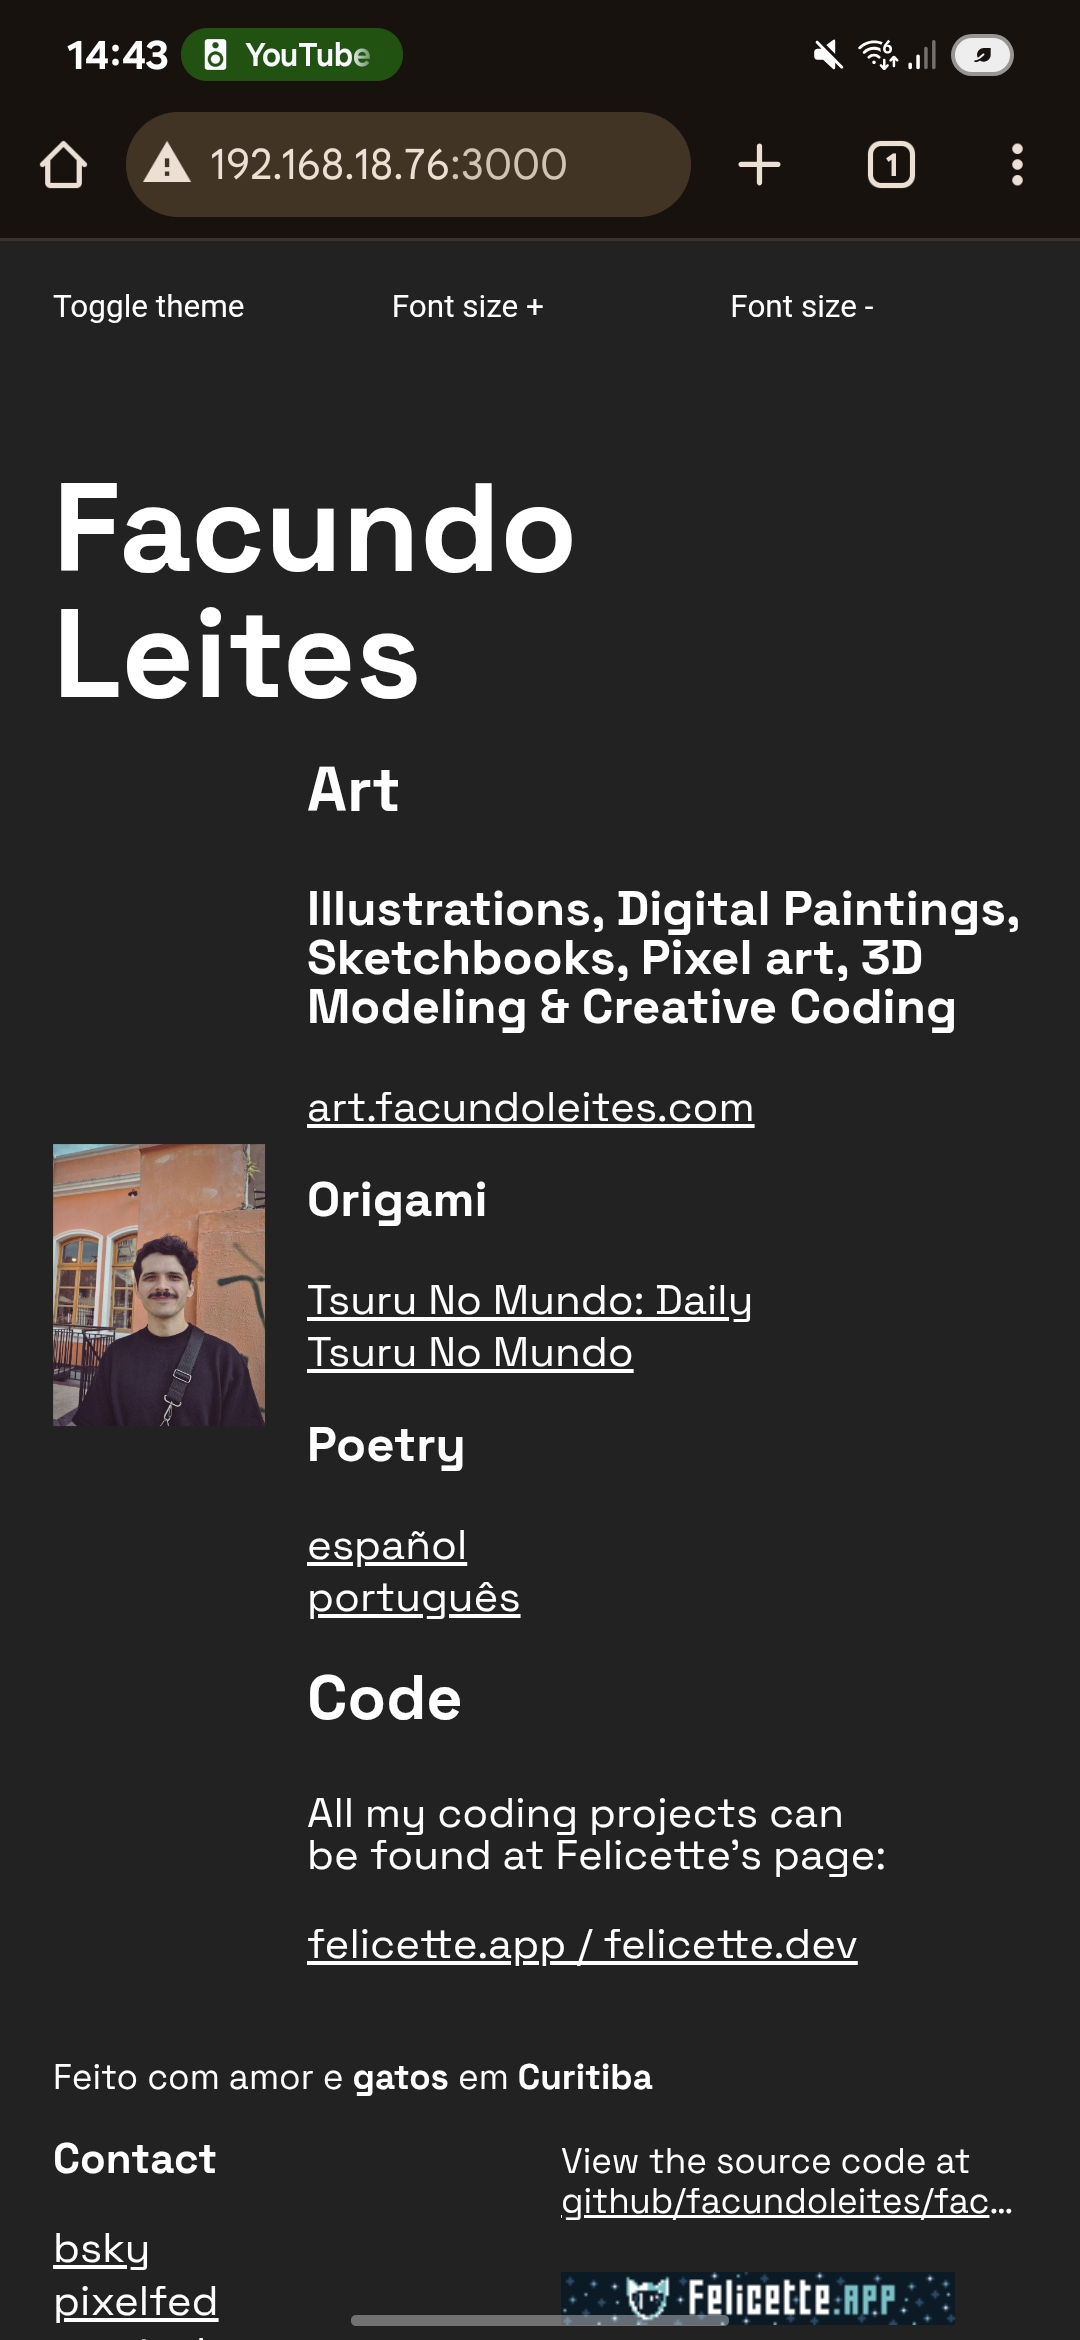 14:43 YouTube
192.168.18.76:3000
1
Toggle theme
Font size +
Font size -
Facundo
Leites
Art
Illustrations, Digital Paintings,
Sketchbooks, Pixel art, 3D
Modeling & Creative Coding
art.facundoleites.com
Origami
Tsuru No Mundo: Daily
Tsuru No Mundo
Poetry
español
português
Code
All my coding projects can
be found at Felicette’s page:
felicette.app / felicette.dev
Feito com amor e gatos em Curitiba
Contact
bsky
pixelfed
View the source code at
github/facundoleites/fac...
Felicette.APP